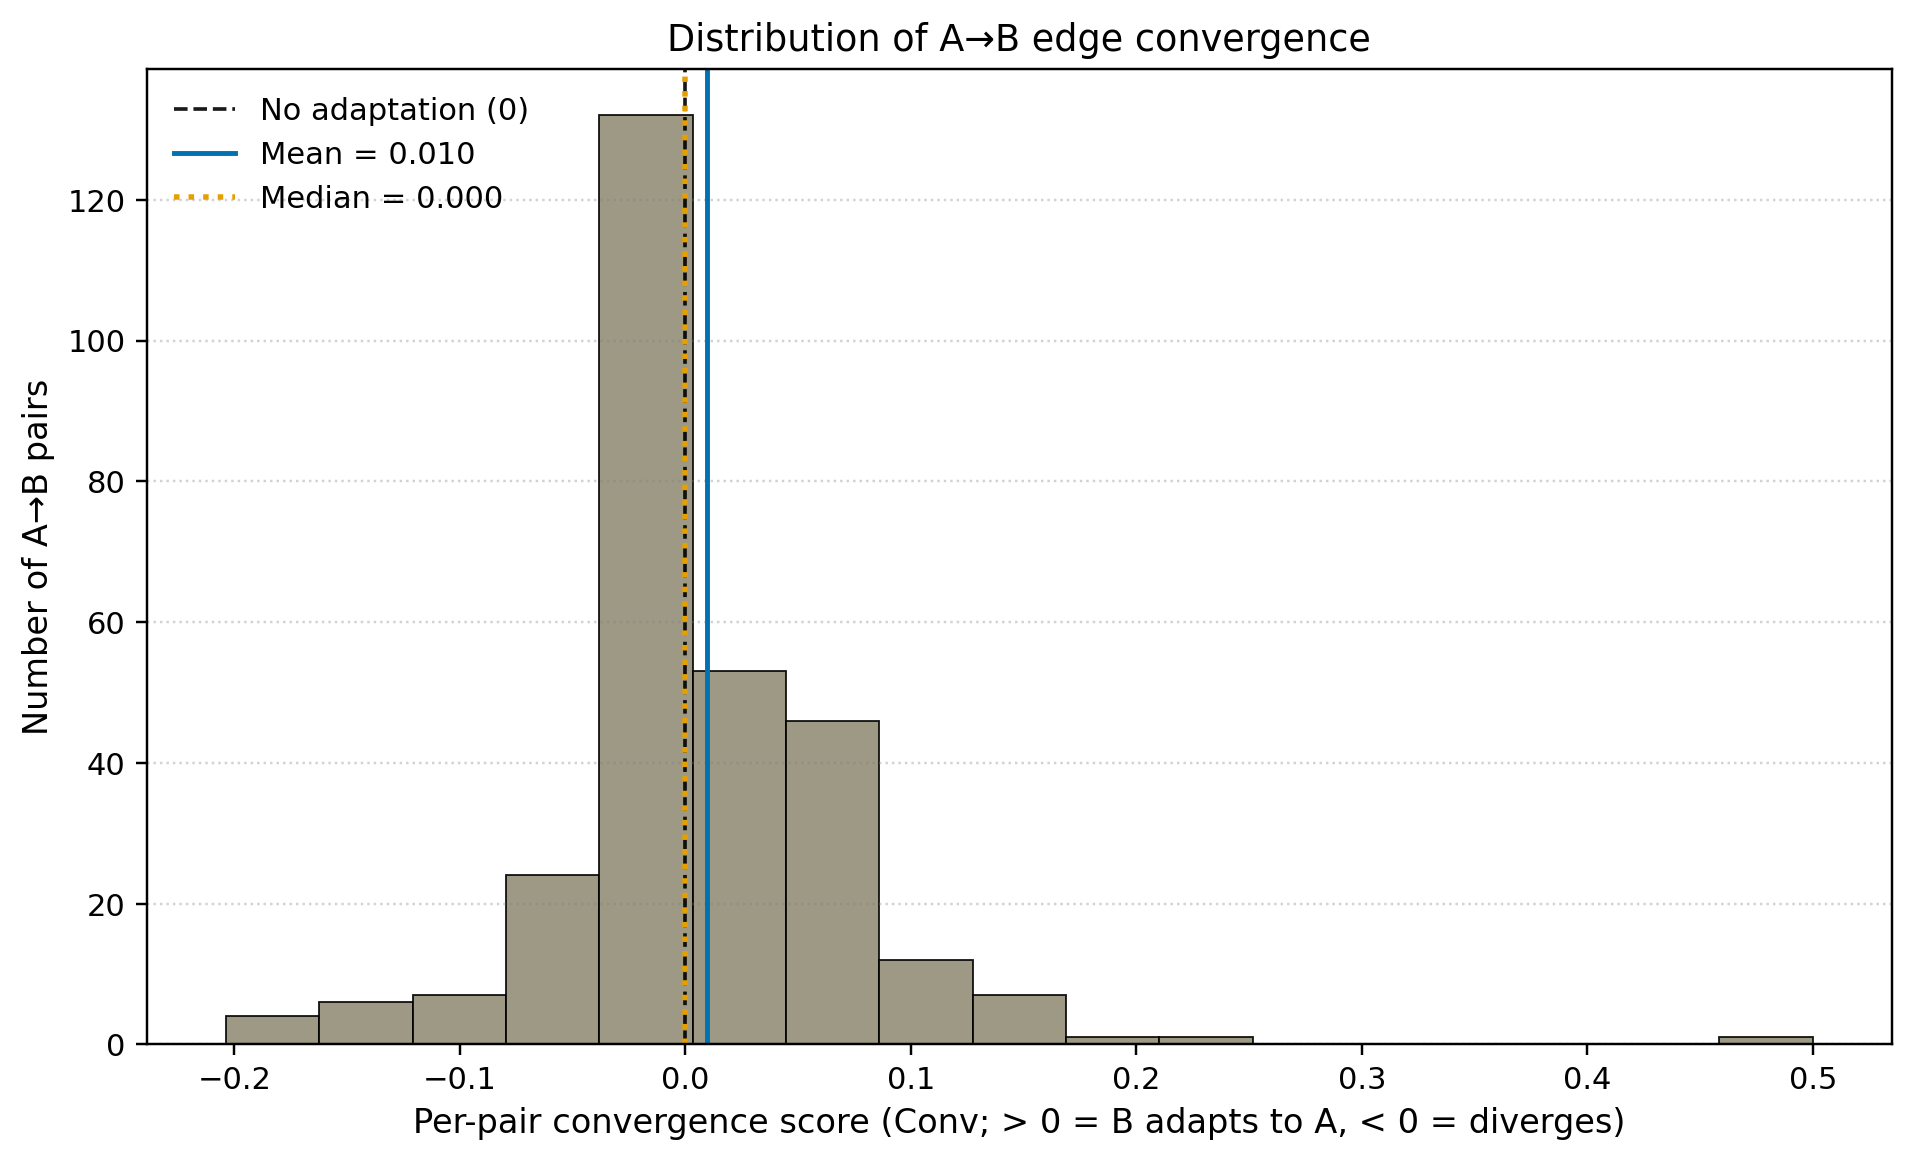 Distribution of A→B edge convergence
No adaptation (0)
Mean = 0.010
Median = 0.000
Number of A→B pairs
120
100
80
60
40
20
0
−0.2 −0.1 0.0 0.1 0.2 0.3 0.4 0.5
Per-pair convergence score (Conv; > 0 = B adapts to A, < 0 = diverges)